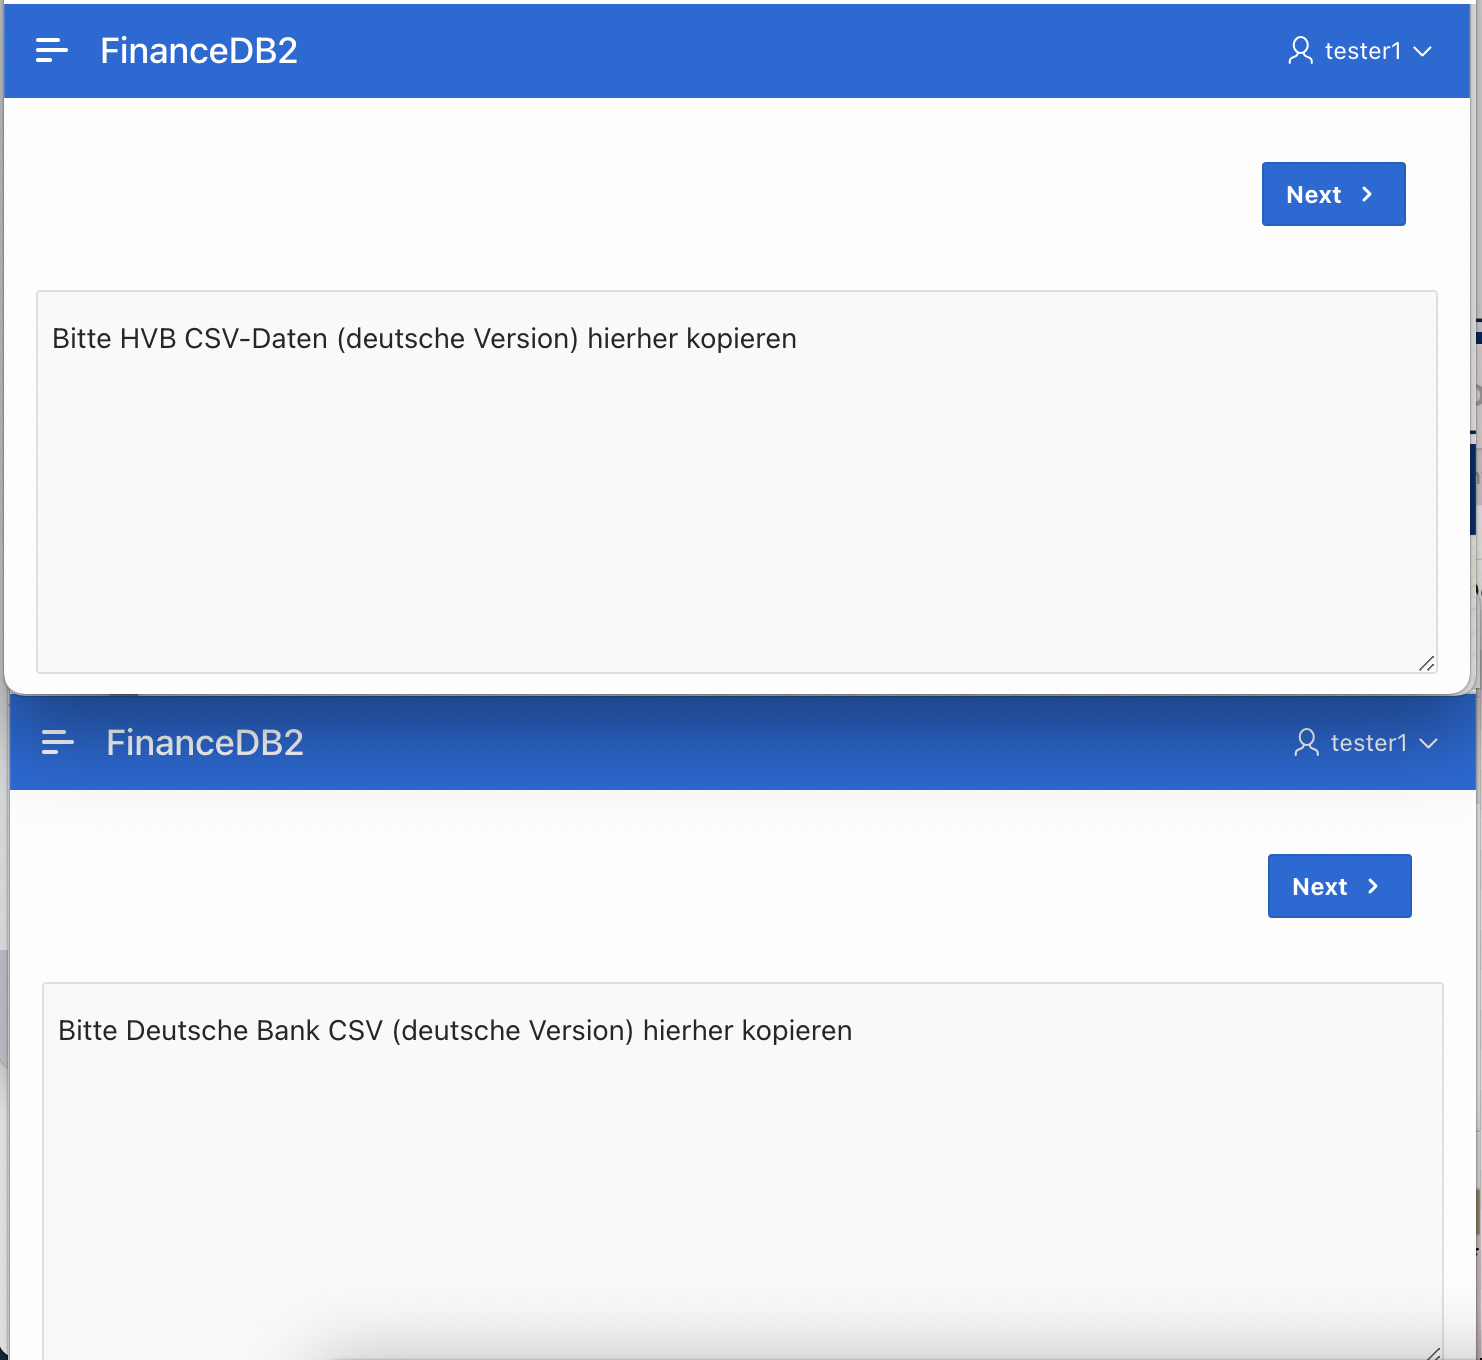 FinanceDB2
tester1
Next
Bitte HVB CSV-Daten (deutsche Version) hierher kopieren
FinanceDB2
tester1
Next
Bitte Deutsche Bank CSV (deutsche Version) hierher kopieren